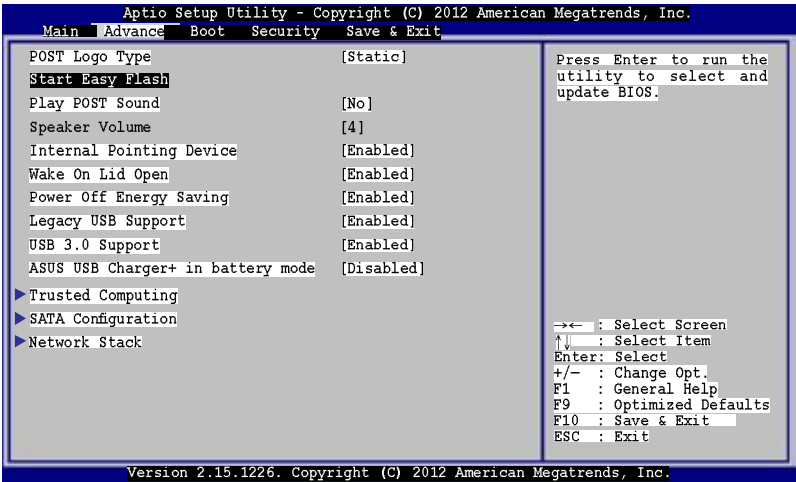 Aptio Setup Utility - Copyright (C) 2012 American Megatrends, Inc.
Main Advance Boot Security Save & Exit
POST Logo Type [Static]
Start Easy Flash
Play POST Sound [No]
Speaker Volume [4]
Internal Pointing Device [Enabled]
Wake On Lid Open [Enabled]
Power Off Energy Saving [Enabled]
Legacy USB Support [Enabled]
USB 3.0 Support [Enabled]
ASUS USB Charger+ in battery mode [Disabled]
Trusted Computing
SATA Configuration
Network Stack
Press Enter to run the
utility to select and
update BIOS.
→← : Select Screen
↑↓ : Select Item
Enter: Select
+/— : Change Opt.
F1 : General Help
F9 : Optimized Defaults
F10 : Save & Exit
ESC : Exit
Version 2.15.1226. Copyright (C) 2012 American Megatrends, Inc.